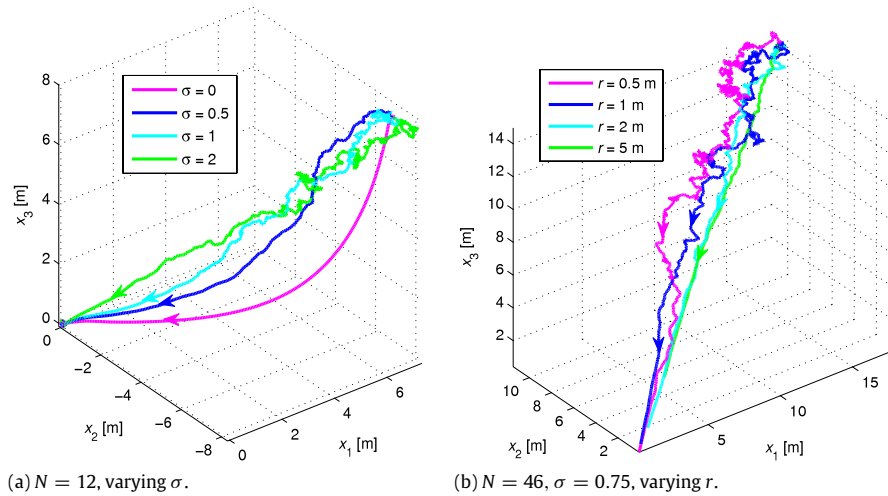 8
6
4
2
0
x3 [m]
σ = 0
σ = 0.5
σ = 1
σ = 2
0
−2
−4
−6
−8
x2 [m]
0
2
4
6
x1 [m]
(a) N = 12, varying σ.
14
12
10
8
6
4
2
x3 [m]
r = 0.5 m
r = 1 m
r = 2 m
r = 5 m
10
8
6
4
2
x2 [m]
5
10
15
x1 [m]
(b) N = 46, σ = 0.75, varying r.